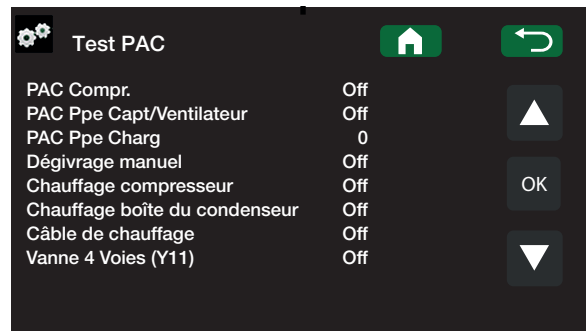 Test PAC
PAC Compr. Off
PAC Ppe Capt/Ventilateur Off
PAC Ppe Charg 0
Dégivrage manuel Off
Chauffage compresseur Off
Chauffage boîte du condenseur Off
Câble de chauffage Off
Vanne 4 Voies (Y11) Off
OK